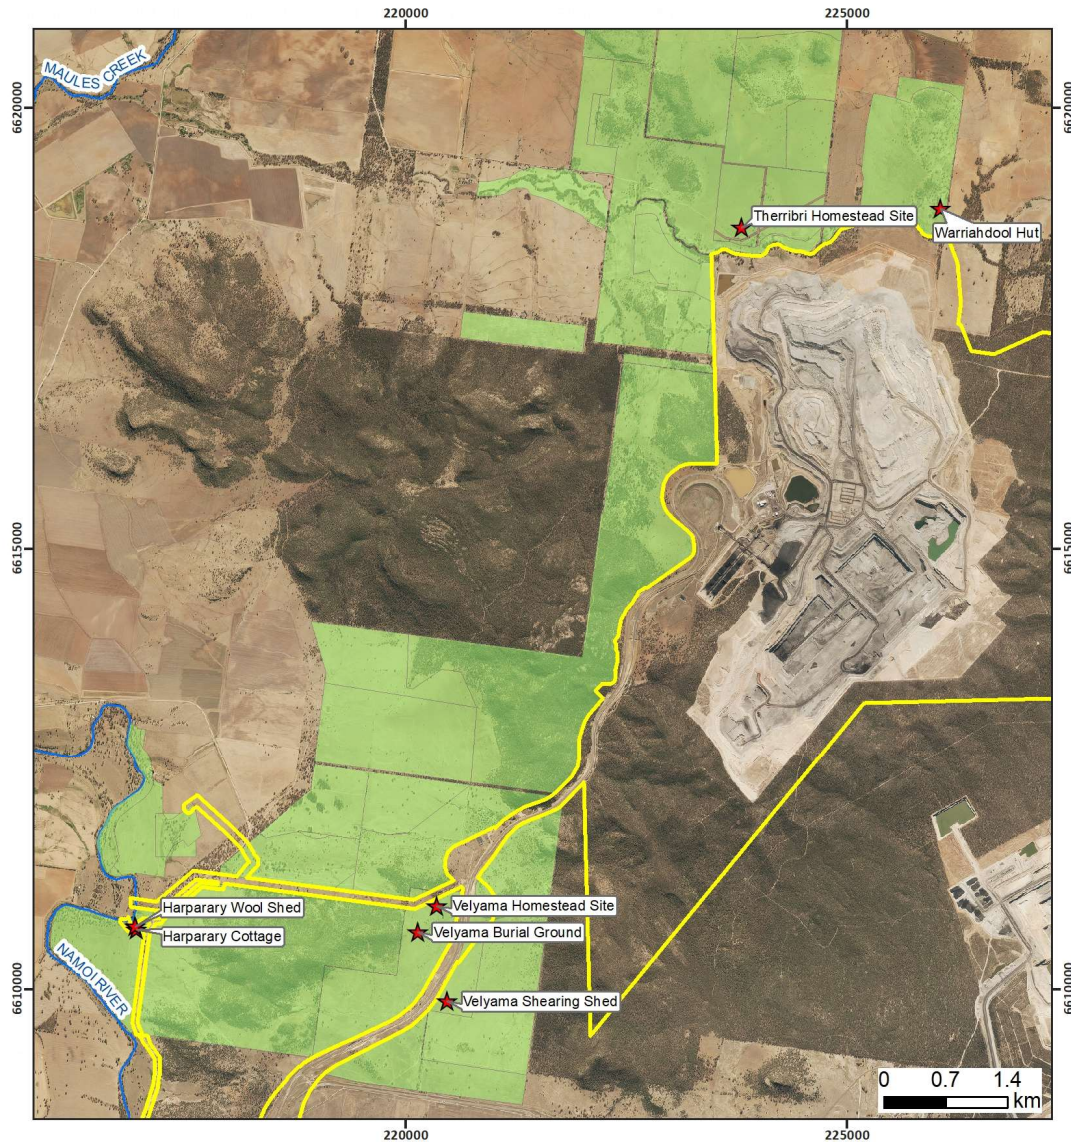 220000
225000
MAULES CREEK
6620000
6620000
Therribri Homestead Site
Warriahdool Hut
6615000
6615000
Harparary Wool Shed
Velyama Homestead Site
Velyama Burial Ground
Harparary Cottage
NAMOI RIVER
6610000
6610000
Velyama Shearing Shed
0 0.7 1.4
km
220000
225000